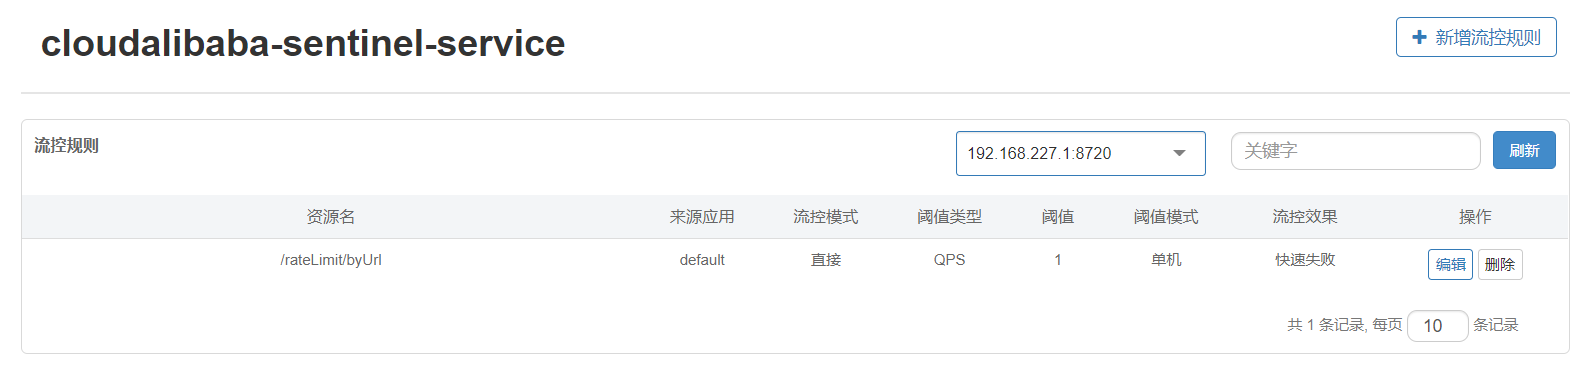 cloudalibaba-sentinel-service
+ 新增流控规则
流控规则
192.168.227.1:8720
关键字
刷新
资源名 来源应用 流控模式 阈值类型 阈值 阈值模式 流控效果 操作
/rateLimit/byUrl default 直接 QPS 1 单机 快速失败 编辑 删除
共 1 条记录, 每页 10 条记录